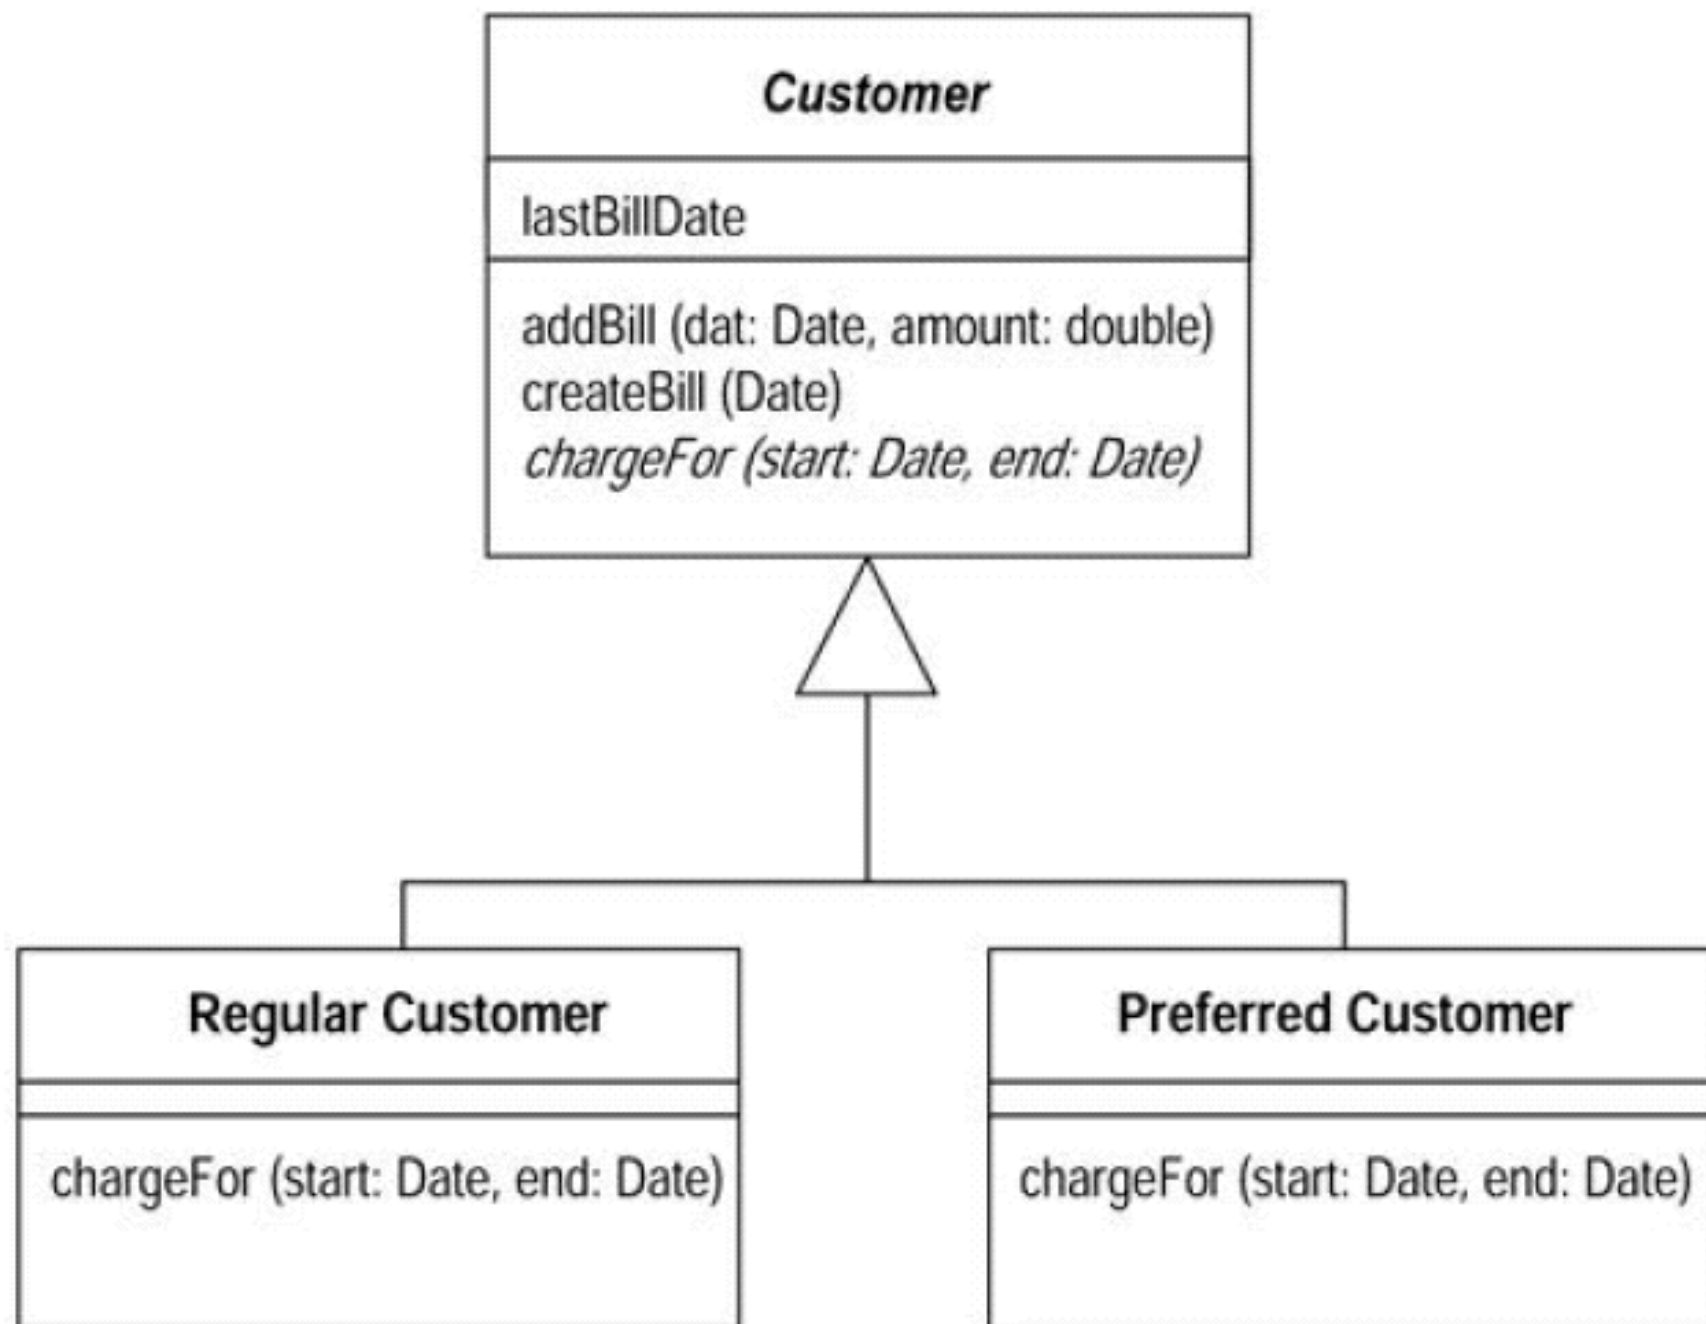 Customer
lastBillDate
addBill (dat: Date, amount: double)
createBill (Date)
chargeFor (start: Date, end: Date)
Regular Customer
chargeFor (start: Date, end: Date)
Preferred Customer
chargeFor (start: Date, end: Date)